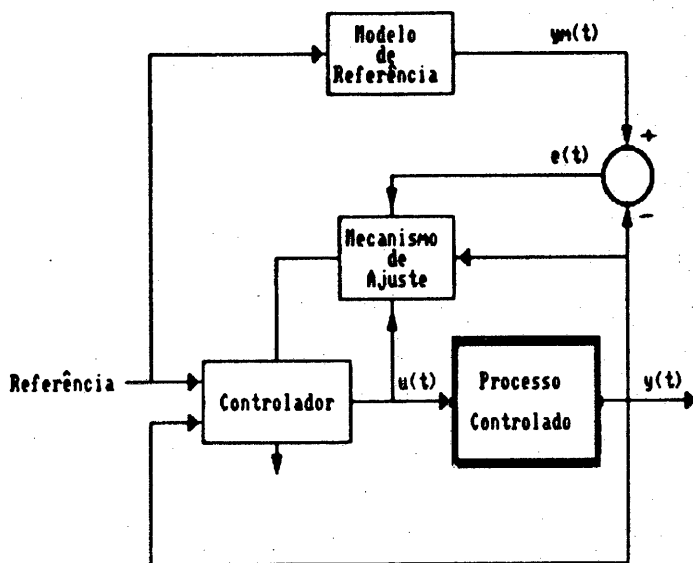 Modelo
de
Referência
ym(t)
+
e(t)
-
Mecanismo
de
Ajuste
Referência
Controlador
u(t)
Processo
Controlado
y(t)